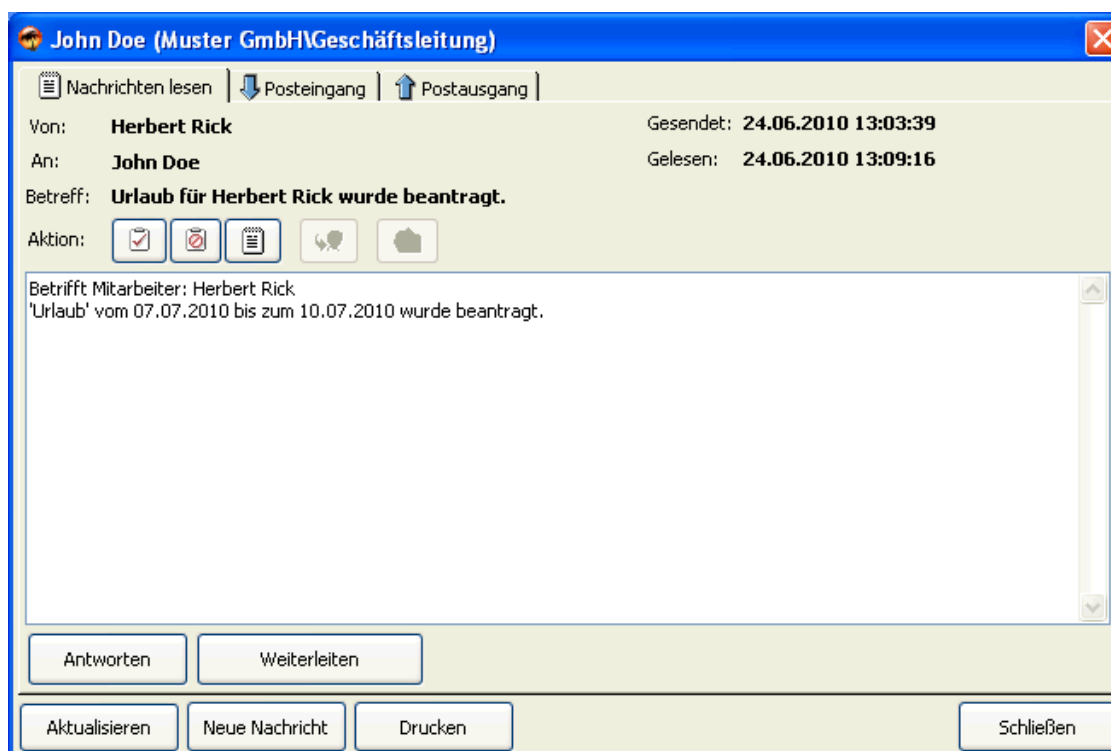 John Doe (Muster GmbH\Geschäftsleitung)
Nachrichten lesen Posteingang Postausgang
Von: Herbert Rick Gesendet: 24.06.2010 13:03:39
An: John Doe Gelesen: 24.06.2010 13:09:16
Betreff: Urlaub für Herbert Rick wurde beantragt.
Aktion:
Betrifft Mitarbeiter: Herbert Rick
'Urlaub' vom 07.07.2010 bis zum 10.07.2010 wurde beantragt.
Antworten Weiterleiten
Aktualisieren Neue Nachricht Drucken Schließen